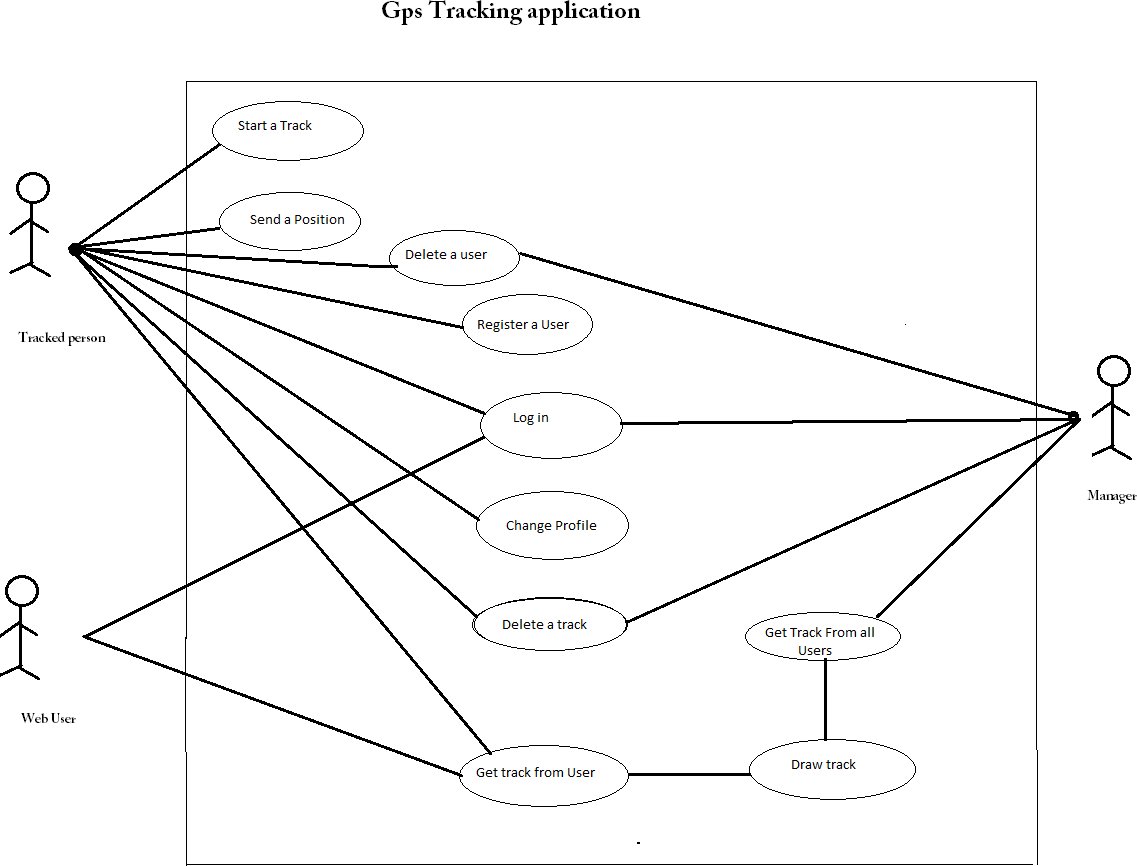 Gps Tracking application
Start a Track
Send a Position
Delete a user
Register a User
Tracked person
Log in
Manager
Change Profile
Delete a track
Get Track From all
Users
Web User
Get track from User
Draw track